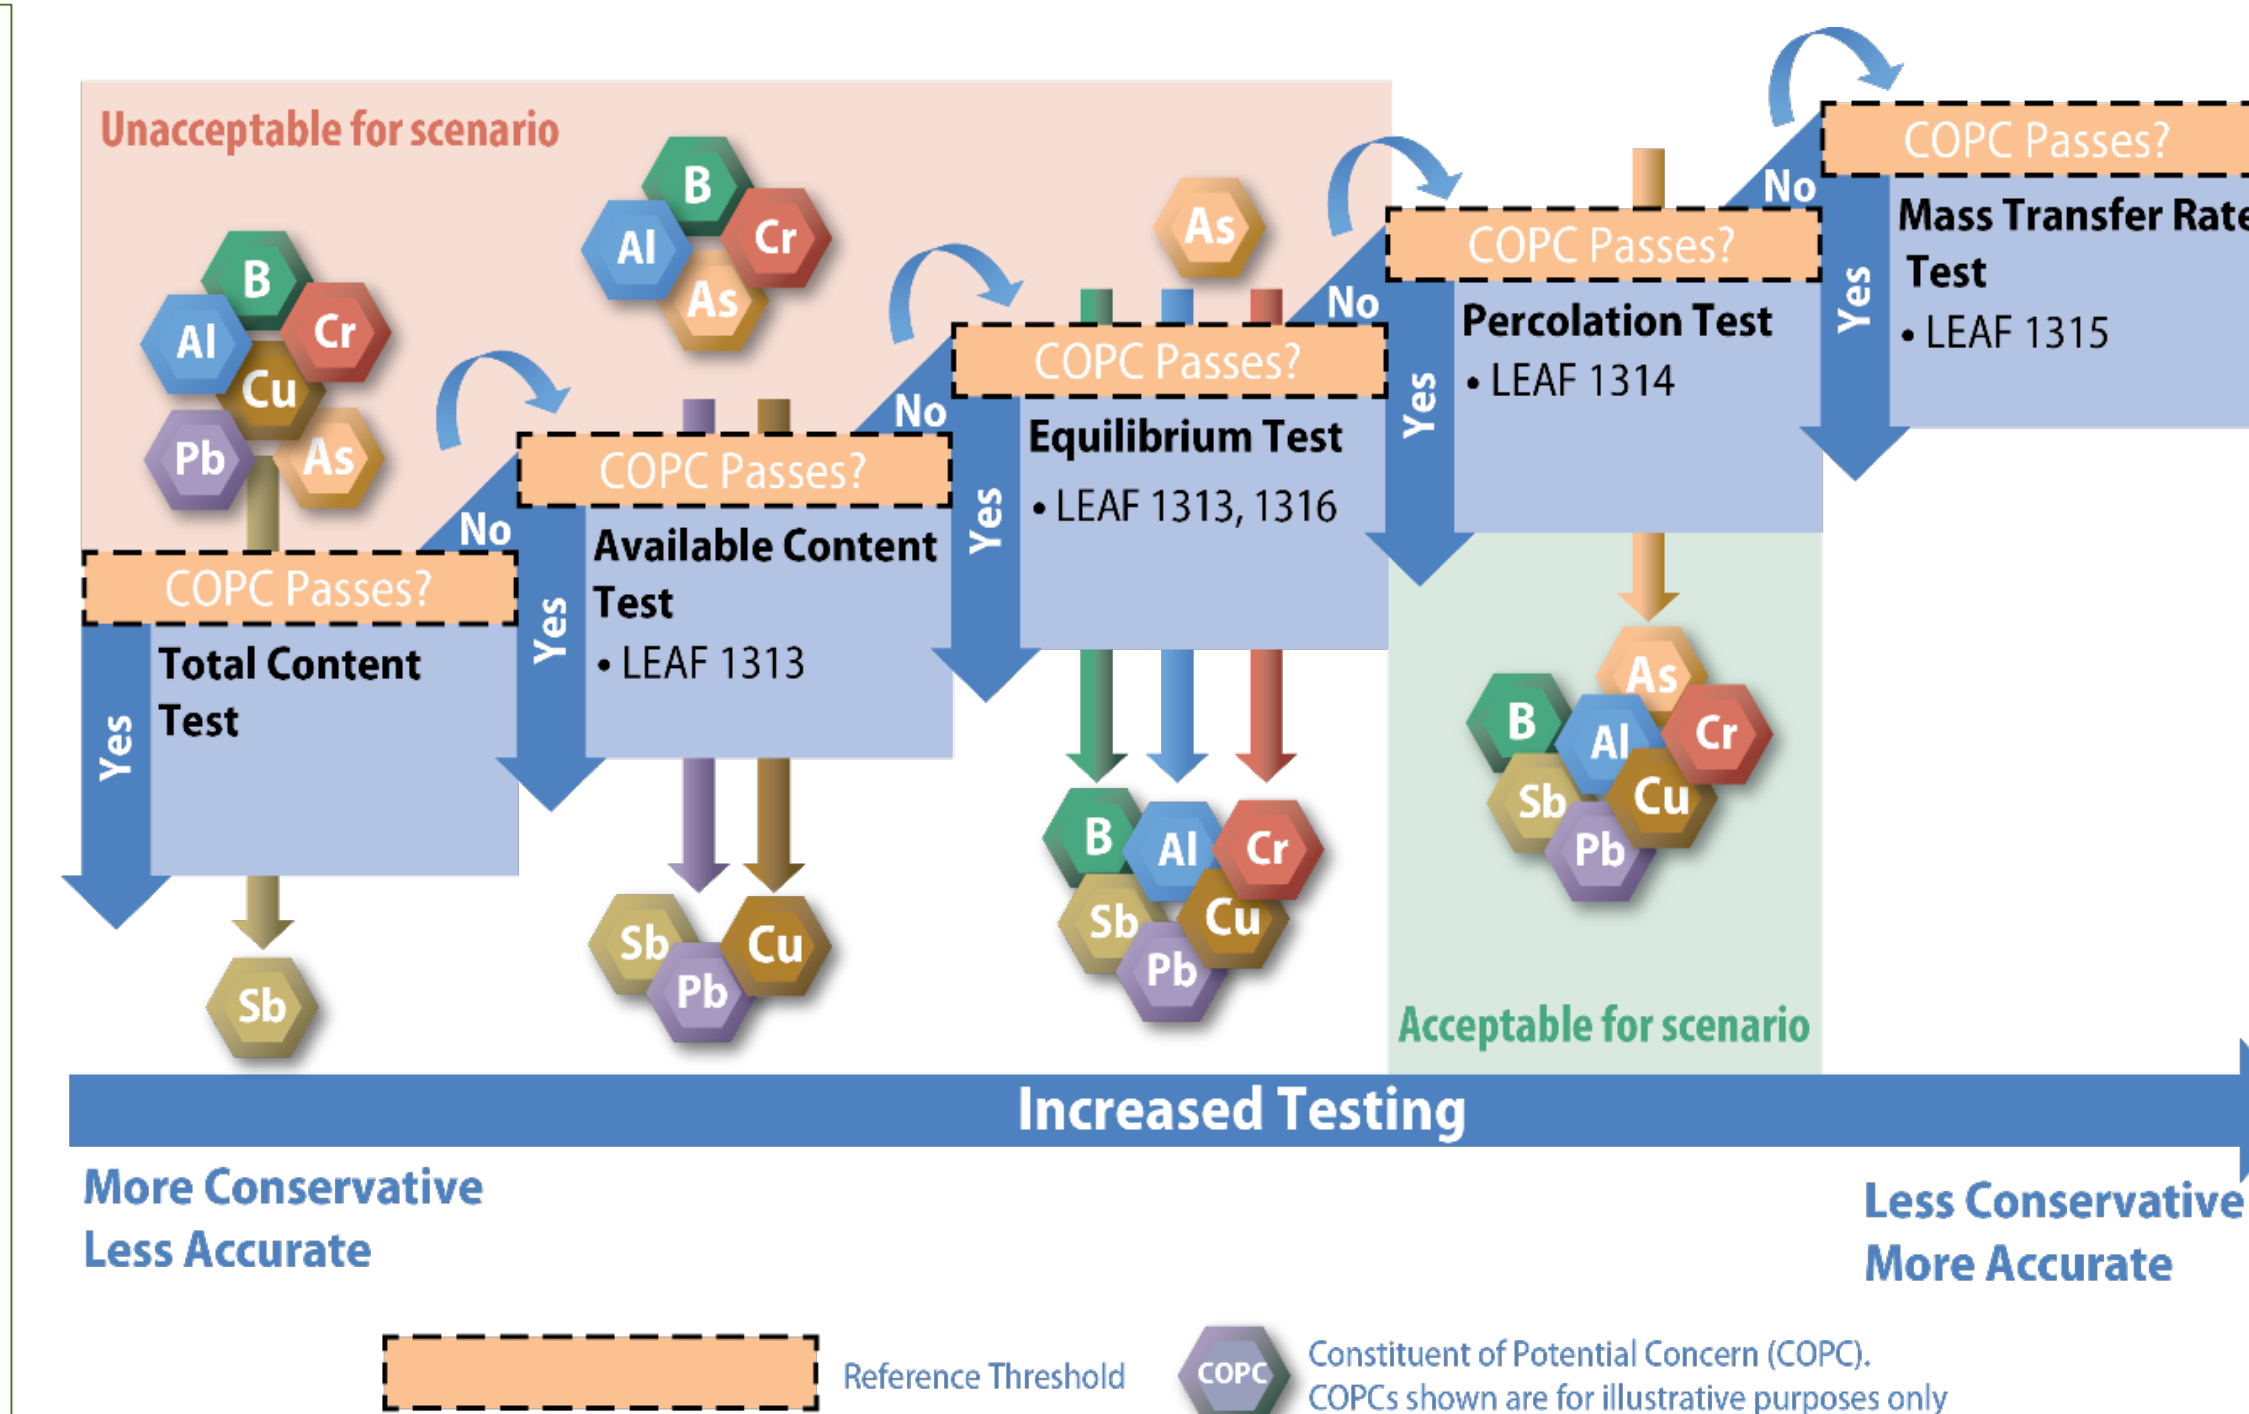 Unacceptable for scenario
B
Al
Cr
Cu
Pb
As
No
COPC Passes?
Yes
Total Content
Test
Sb
B
Al
Cr
As
No
COPC Passes?
Yes
Available Content
Test
• LEAF 1313
Sb
Pb
Cu
As
No
COPC Passes?
Yes
Equilibrium Test
• LEAF 1313, 1316
B
Al
Cr
Sb
Cu
Pb
No
COPC Passes?
Yes
Percolation Test
• LEAF 1314
As
B
Al
Cr
Sb
Cu
Pb
Acceptable for scenario
COPC Passes?
Yes
Mass Transfer Rate
Test
• LEAF 1315
Increased Testing
More Conservative
Less Accurate
Less Conservative
More Accurate
Reference Threshold
COPC
Constituent of Potential Concern (COPC).
COPCs shown are for illustrative purposes only